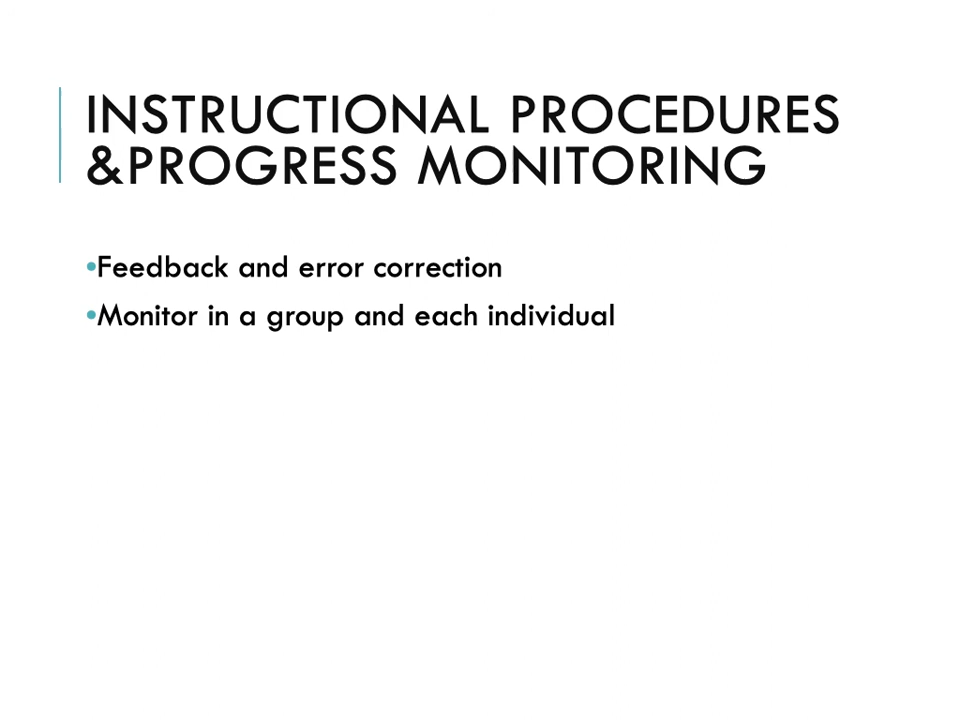 INSTRUCTIONAL PROCEDURES
&PROGRESS MONITORING
•Feedback and error correction
•Monitor in a group and each individual